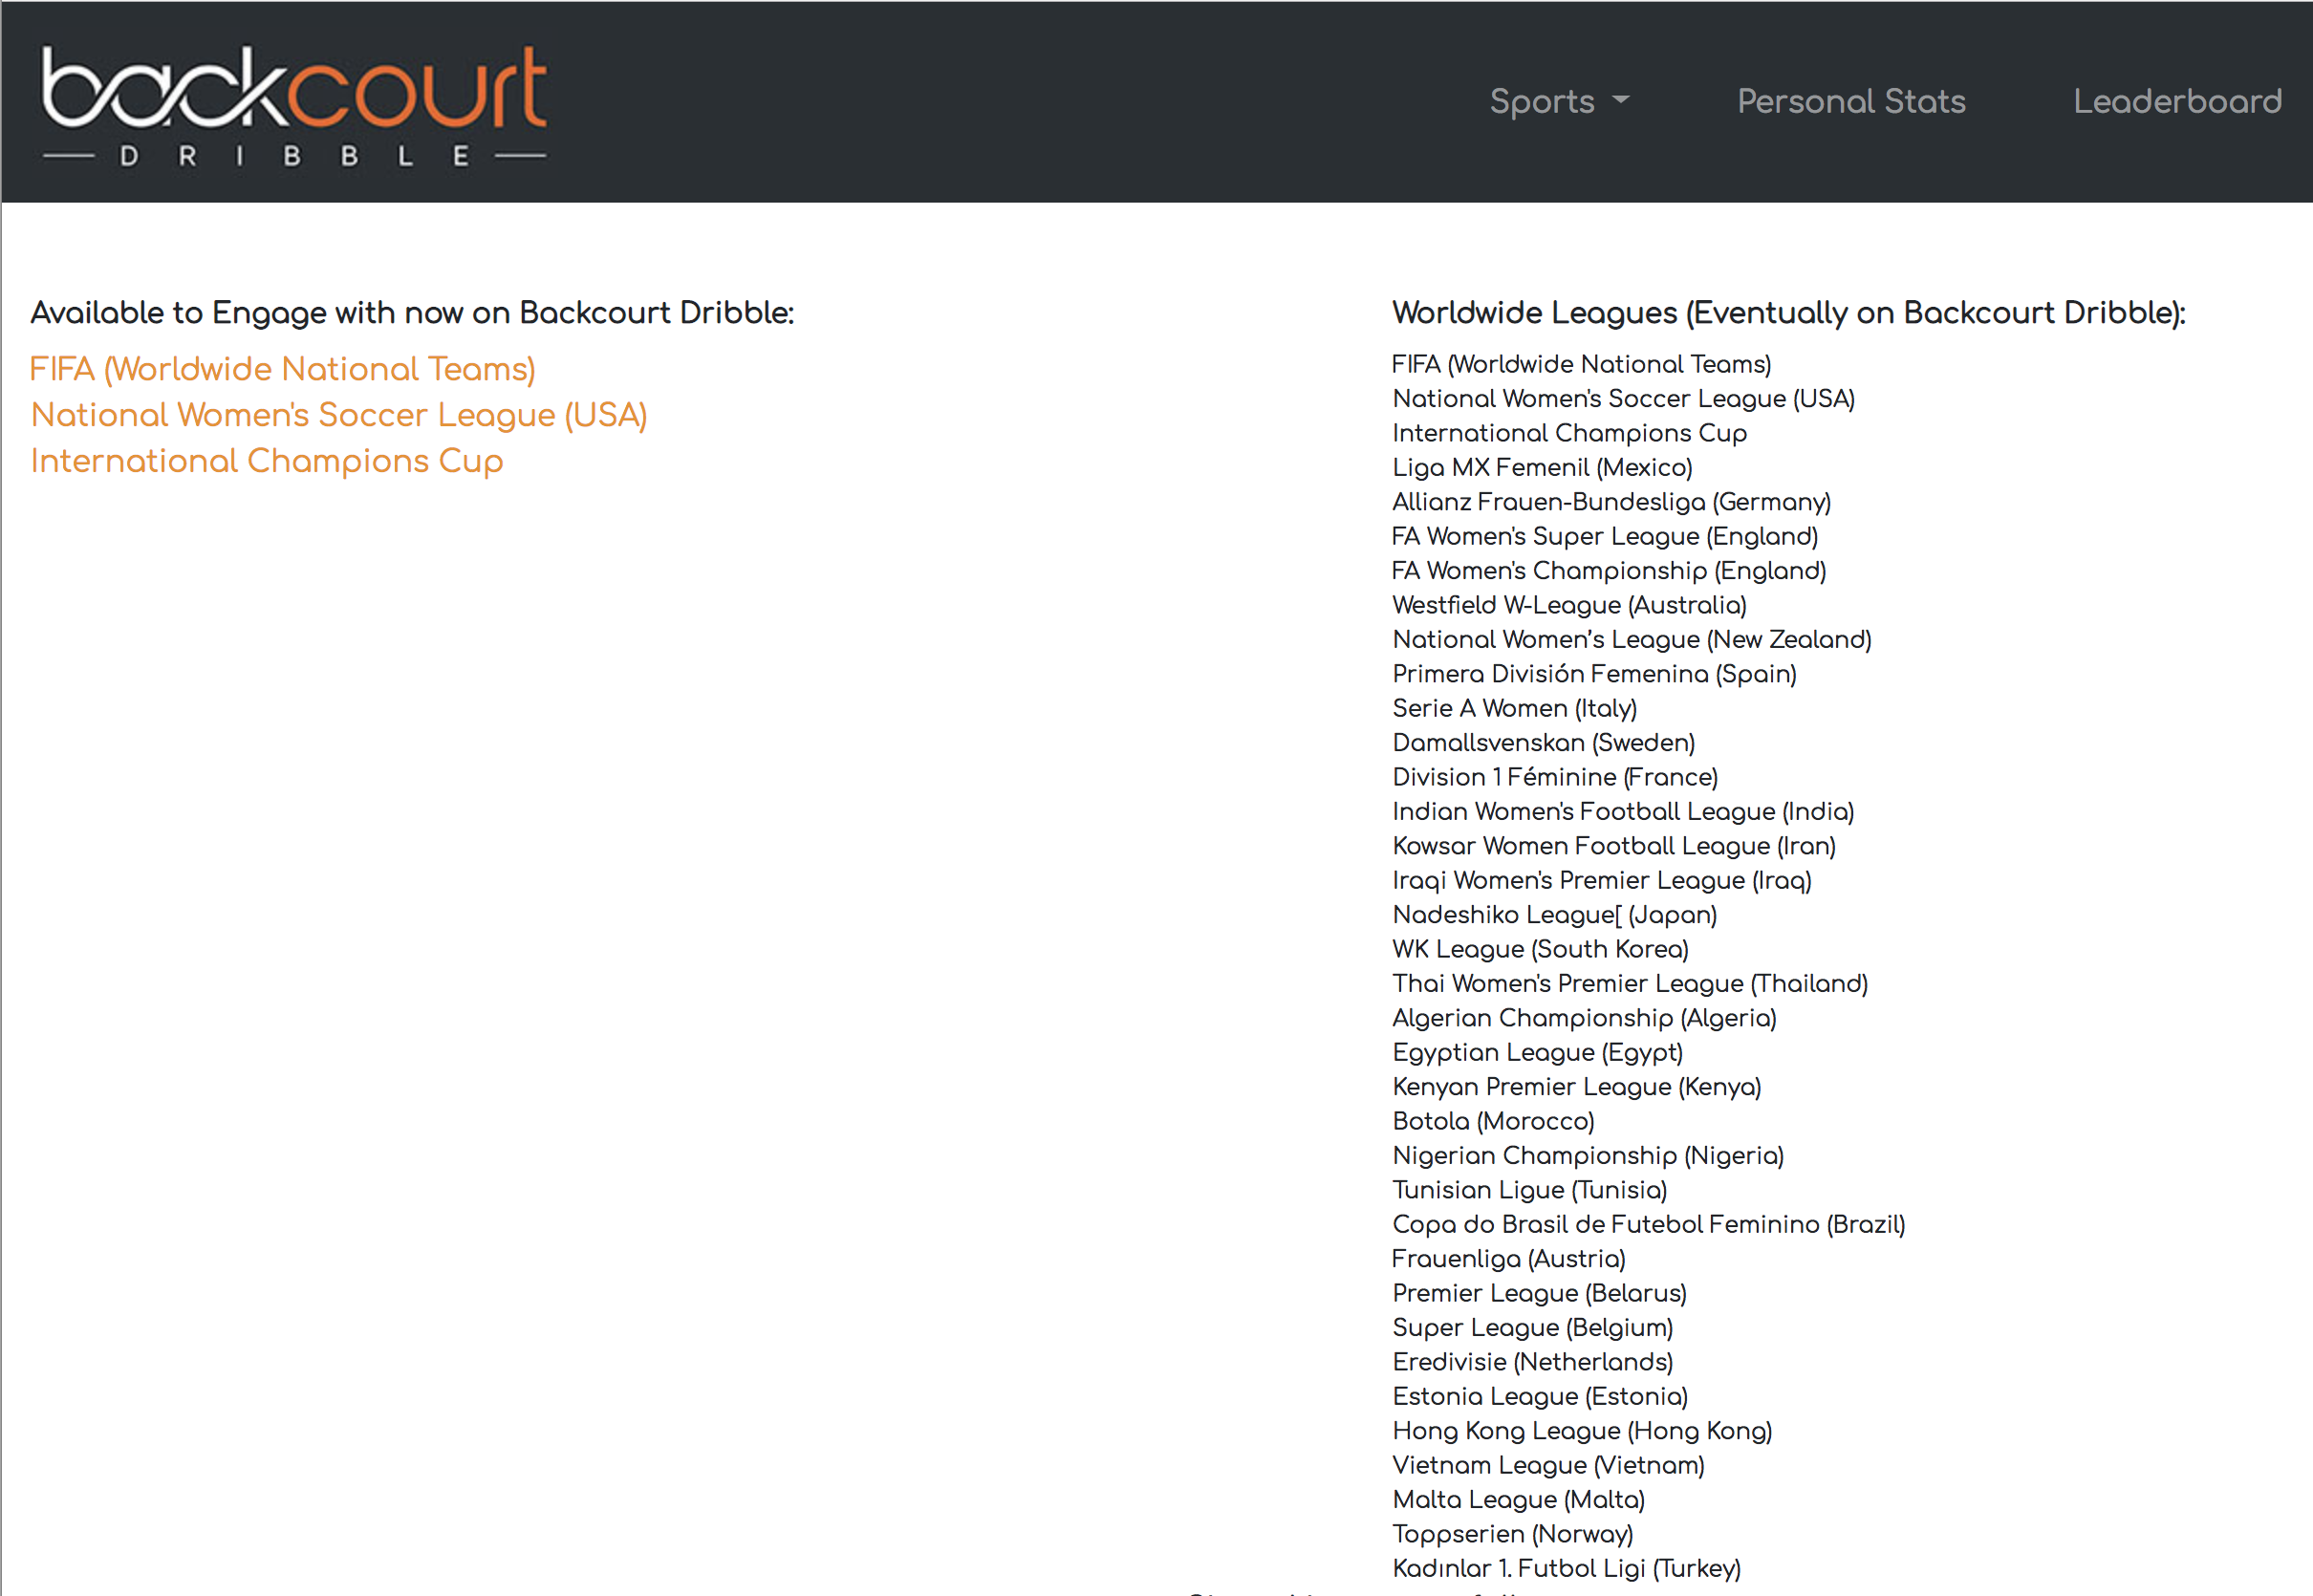 backcourt
DRIBBLE
Sports
Personal Stats
Leaderboard
Available to Engage with now on Backcourt Dribble:
FIFA (Worldwide National Teams)
National Women's Soccer League (USA)
International Champions Cup
Worldwide Leagues (Eventually on Backcourt Dribble):
FIFA (Worldwide National Teams)
National Women's Soccer League (USA)
International Champions Cup
Liga MX Femenil (Mexico)
Allianz Frauen-Bundesliga (Germany)
FA Women's Super League (England)
FA Women's Championship (England)
Westfield W-League (Australia)
National Women’s League (New Zealand)
Primera División Femenina (Spain)
Serie A Women (Italy)
Damallsvenskan (Sweden)
Division 1 Féminine (France)
Indian Women's Football League (India)
Kowsar Women Football League (Iran)
Iraqi Women's Premier League (Iraq)
Nadeshiko League[ (Japan)
WK League (South Korea)
Thai Women's Premier League (Thailand)
Algerian Championship (Algeria)
Egyptian League (Egypt)
Kenyan Premier League (Kenya)
Botola (Morocco)
Nigerian Championship (Nigeria)
Tunisian Ligue (Tunisia)
Copa do Brasil de Futebol Feminino (Brazil)
Frauenliga (Austria)
Premier League (Belarus)
Super League (Belgium)
Eredivisie (Netherlands)
Estonia League (Estonia)
Hong Kong League (Hong Kong)
Vietnam League (Vietnam)
Malta League (Malta)
Toppserien (Norway)
Kadınlar 1. Futbol Ligi (Turkey)